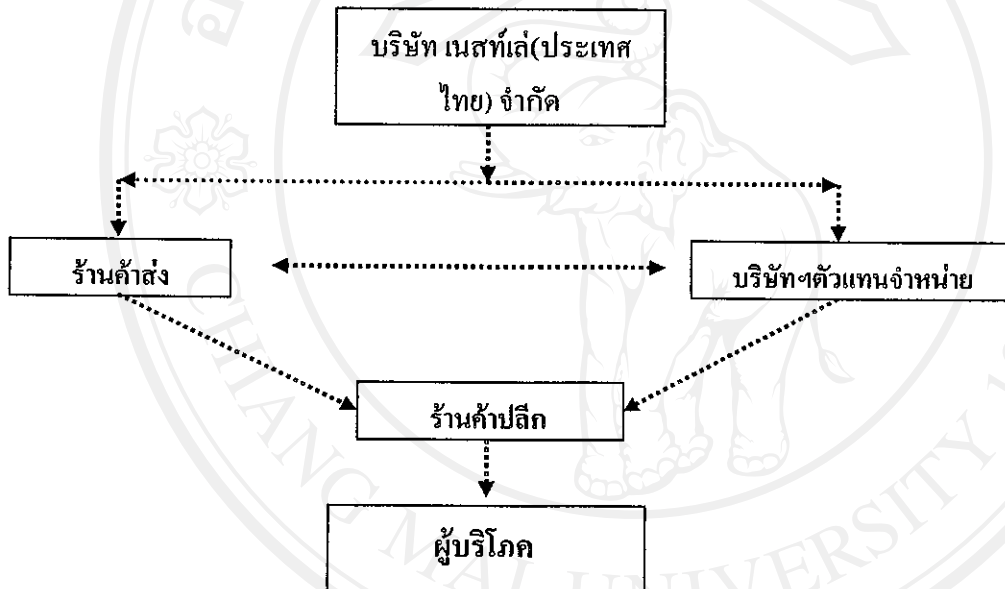 บริษัท เนสท์เล่(ประเทศ
ไทย) จำกัด
ร้านค้าส่ง
บริษัทฯตัวแทนจำหน่าย
ร้านค้าปลีก
ผู้บริโภค
CHIANG MAI UNIVERSITY